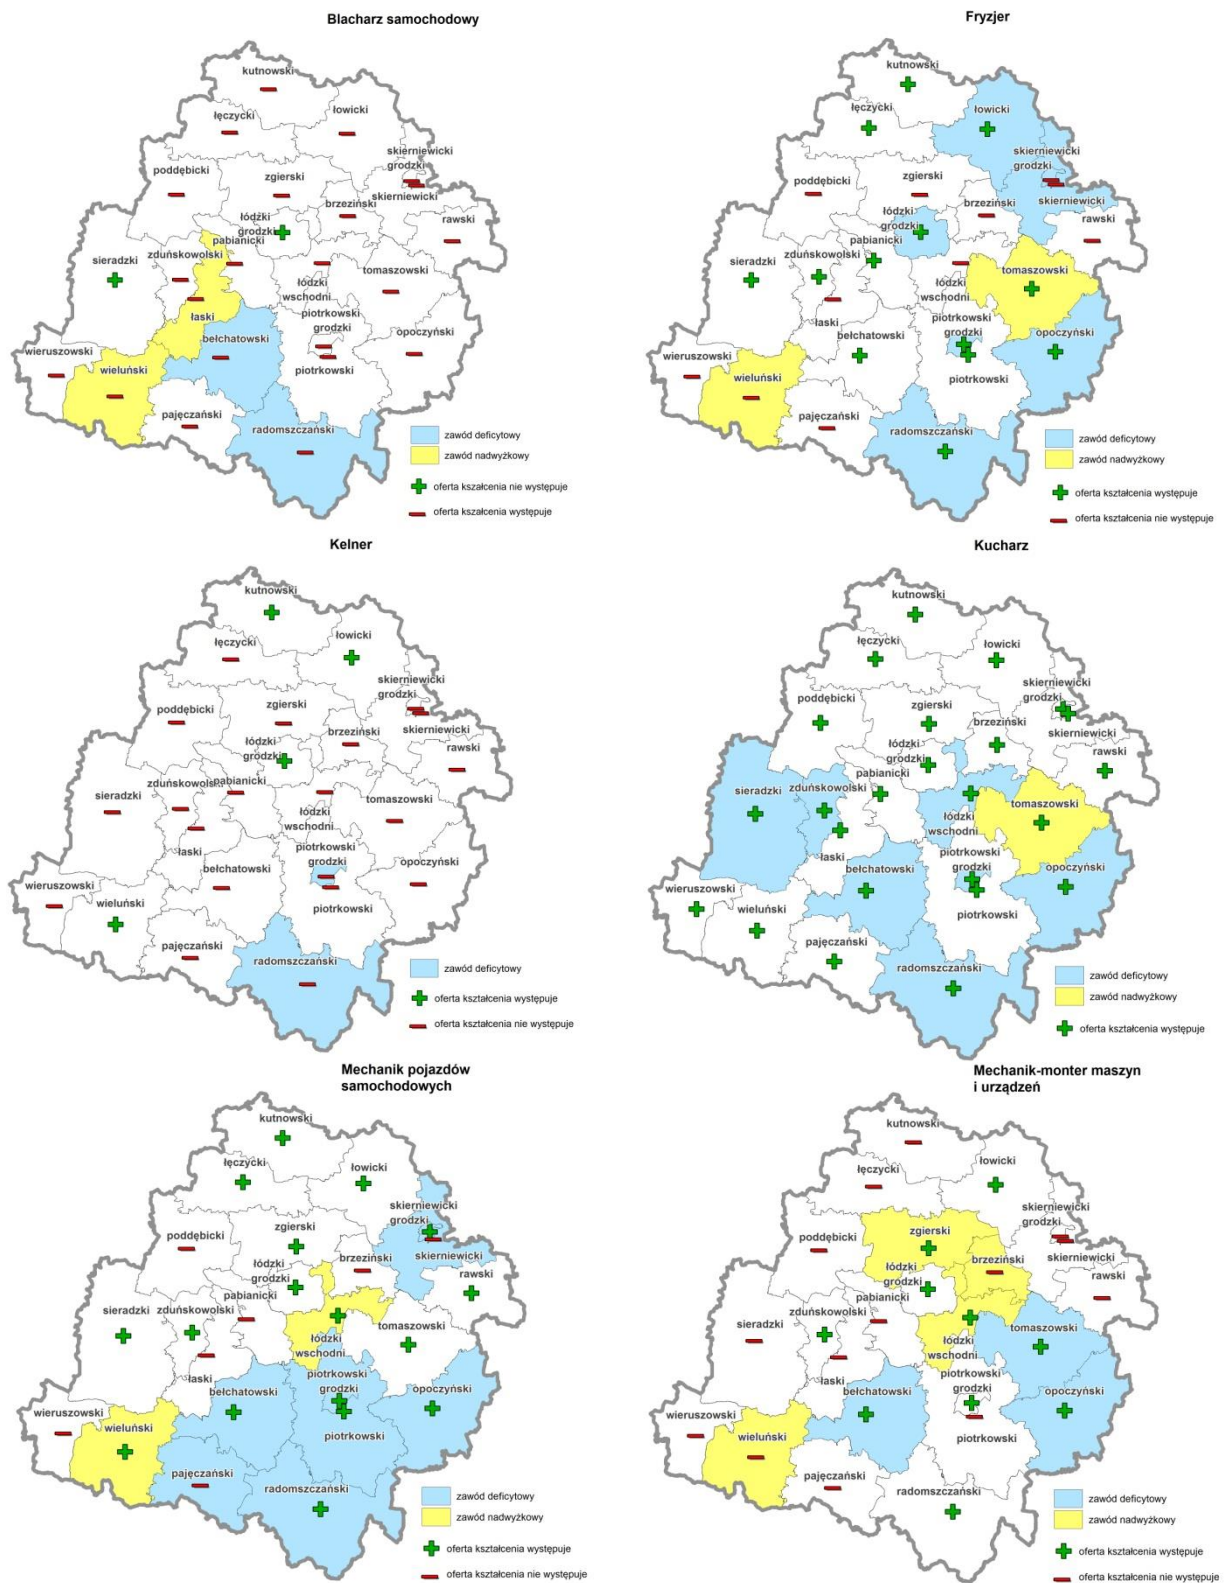 Blacharz samochodowy
kutnowski
łęczycki
łowicki
skierniewicki
grodzki
poddębicki
zgierski
brzeziński
skierniewicki
rawski
łódzki
grodzki
pabianicki
sieradzki
zduńskowolski
tomaszowski
łódzki
wschodni
łaski
piotrkowski
grodzki
opoczyński
bełchatowski
wieruszowski
wieluński
piotrkowski
pajęczański
radomszczański
zawód deficytowy
zawód nadwyżkowy
oferta kszałcenia nie występuje
oferta kszałcenia występuje
Fryzjer
kutnowski
łęczycki
łowicki
skierniewicki
grodzki
poddębicki
zgierski
brzeziński
skierniewicki
rawski
łódzki
grodzki
pabianicki
sieradzki
zduńskowolski
tomaszowski
łódzki
wschodni
łaski
piotrkowski
grodzki
opoczyński
bełchatowski
wieruszowski
wieluński
piotrkowski
pajęczański
radomszczański
zawód deficytowy
zawód nadwyżkowy
oferta kształcenia występuje
oferta kształcenia nie występuje
Kelner
kutnowski
łęczycki
łowicki
skierniewicki
grodzki
poddębicki
zgierski
brzeziński
skierniewicki
rawski
łódzki
grodzki
pabianicki
sieradzki
zduńskowols
tomaszowski
łódzki
wschodni
łaski
piotrkowski
grodzki
opoczyński
bełchatowski
wieruszowski
wieluński
piotrkowski
pajęczański
radomszczański
zawód deficytowy
oferta kształcenia występuje
oferta kształcenia nie występuje
Kucharz
kutnowski
łęczycki
łowicki
skierniewicki
grodzki
poddębicki
zgierski
brzeziński
skierniewicki
rawski
łódzki
grodzki
pabianicki
sieradzki
zduńskowolski
tomaszowski
łódzki
wschodni
łaski
piotrkowski
grodzki
opoczyński
bełchatowski
wieruszowski
wieluński
piotrkowski
pajęczański
radomszczański
zawód deficytowy
zawód nadwyżkowy
oferta kształcenia występuje
Mechanik pojazdów
samochodowych
kutnowski
łęczycki
łowicki
skierniewicki
grodzki
poddębicki
zgierski
brzeziński
skierniewicki
rawski
łódzki
grodzki
pabianicki
sieradzki
zduńskowolski
tomaszowski
łódzki
wschodni
łaski
piotrkowski
grodzki
opoczyński
bełchatowski
wieruszowski
wieluński
piotrkowski
pajęczański
radomszczański
zawód deficytowy
zawód nadwyżkowy
oferta kształcenia występuje
oferta kształcenia nie występuje
Mechanik-monter maszyn
i urządzeń
kutnowski
łęczycki
łowicki
skierniewicki
grodzki
poddębicki
zgierski
brzeziński
skierniewicki
rawski
łódzki
grodzki
pabianicki
sieradzki
zduńskowolski
tomaszowski
łódzki
wschodni
łaski
piotrkowski
grodzki
opoczyński
bełchatowski
wieruszowski
wieluński
piotrkowski
pajęczański
radomszczański
zawód deficytowy
zawód nadwyżkowy
oferta kształcenia występuje
oferta kształcenia nie występuje